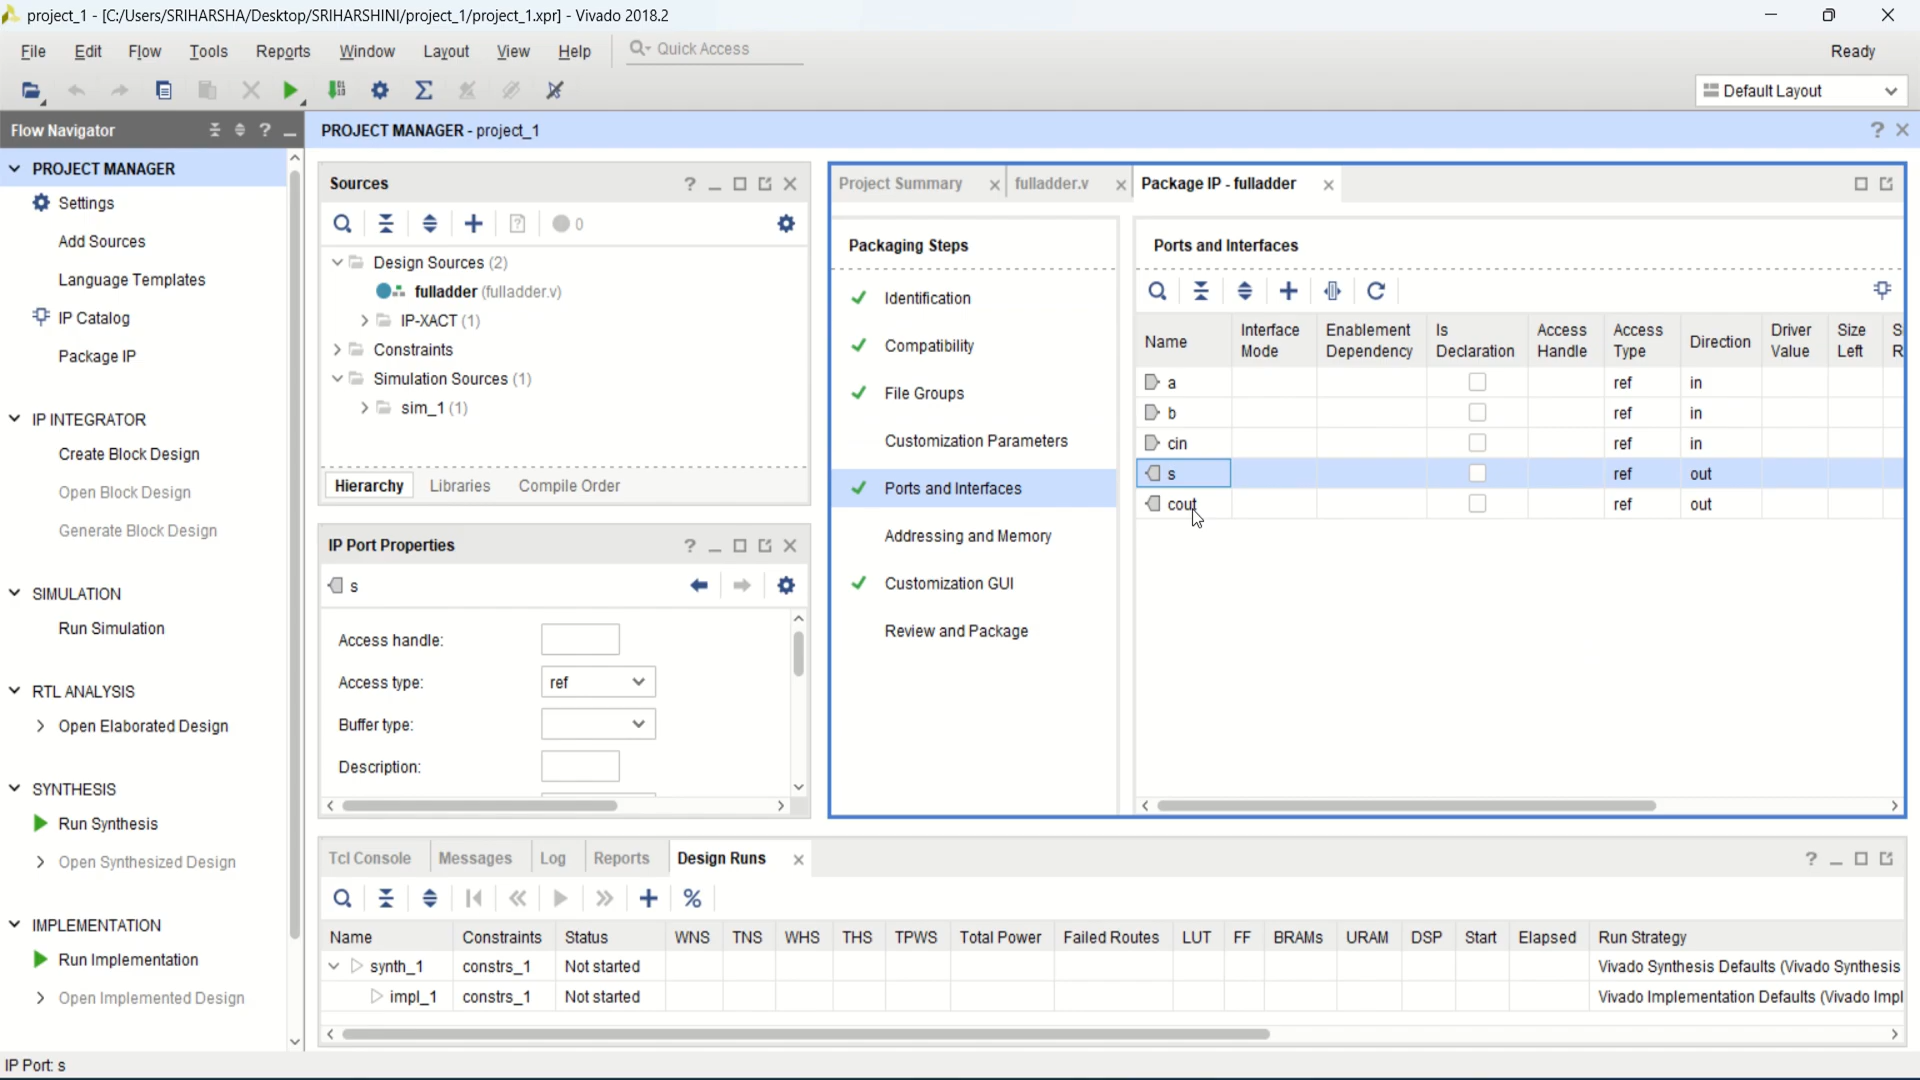 project_1 - [C:/Users/SRIHARSHA/Desktop/SRIHARSHINI/project_1/project_1.xpr] - Vivado 2018.2
File Edit Flow Tools Reports Window Layout View Help Quick Access Ready
Default Layout
Flow Navigator
PROJECT MANAGER
Settings
Add Sources
Language Templates
IP Catalog
Package IP
IP INTEGRATOR
Create Block Design
Open Block Design
Generate Block Design
SIMULATION
Run Simulation
RTL ANALYSIS
Open Elaborated Design
SYNTHESIS
Run Synthesis
Open Synthesized Design
IMPLEMENTATION
Run Implementation
Open Implemented Design
PROJECT MANAGER - project_1
Sources
0
Design Sources (2)
fulladder (fulladder.v)
IP-XACT (1)
Constraints
Simulation Sources (1)
sim_1 (1)
Hierarchy Libraries Compile Order
IP Port Properties
s
Access handle:
Access type: ref
Buffer type:
Description:
Project Summary fulladder.v Package IP - fulladder
Packaging Steps
Identification
Compatibility
File Groups
Customization Parameters
Ports and Interfaces
Addressing and Memory
Customization GUI
Review and Package
Ports and Interfaces
Name Interface Mode Enablement Dependency Is Declaration Access Handle Access Type Direction Driver Value Size Left S R
a ref in
b ref in
cin ref in
s ref out
cout ref out
Tcl Console Messages Log Reports Design Runs
Name Constraints Status WNS TNS WHS THS TPWS Total Power Failed Routes LUT FF BRAMs URAM DSP Start Elapsed Run Strategy
synth_1 constrs_1 Not started Vivado Synthesis Defaults (Vivado Synthesis
impl_1 constrs_1 Not started Vivado Implementation Defaults (Vivado Impl
IP Port: s